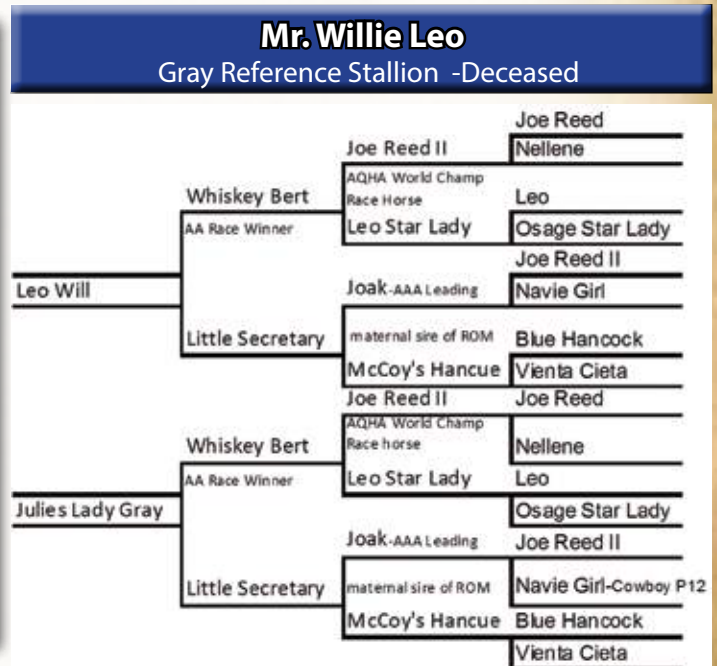 Mr. Willie Leo
Gray Reference Stallion -Deceased
Joe Reed
Joe Reed II
Nellene
AQHA World Champ
Whiskey Bert
Race Horse
Leo
AA Race Winner
Leo Star Lady
Osage Star Lady
Joe Reed II
Leo Will
Joak-AAA Leading
Navie Girl
Little Secretary
maternal sire of ROM
Blue Hancock
McCoy's Hancue
Vienta Cieta
Joe Reed II
Joe Reed
AQHA World Champ
Whiskey Bert
Race horse
Nellene
AA Race Winner
Leo Star Lady
Leo
Julies Lady Gray
Osage Star Lady
Joak-AAA Leading
Joe Reed II
Little Secretary
maternal sire of ROM
Navie Girl-Cowboy P12
McCoy's Hancue
Blue Hancock
Vienta Cieta